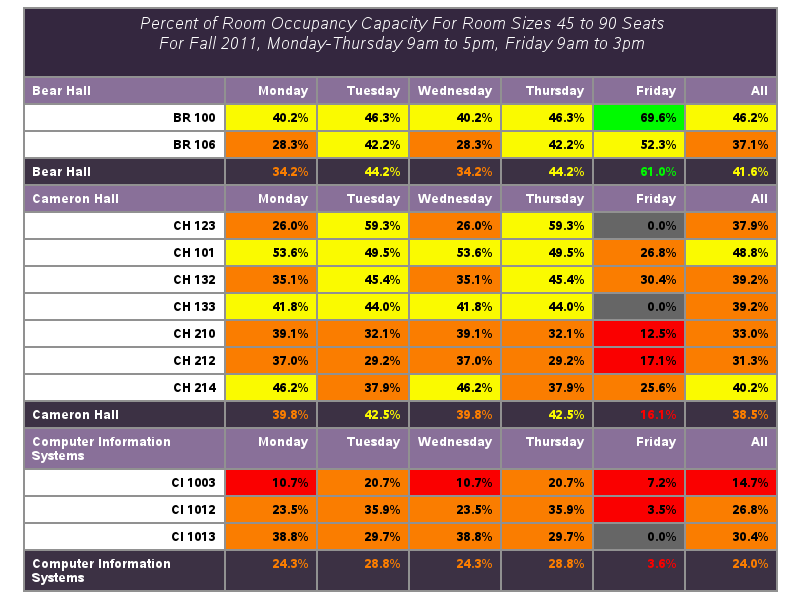 Percent of Room Occupancy Capacity For Room Sizes 45 to 90 Seats
For Fall 2011, Monday-Thursday 9am to 5pm, Friday 9am to 3pm
Bear Hall Monday Tuesday Wednesday Thursday Friday All
BR 100 40.2% 46.3% 40.2% 46.3% 69.6% 46.2%
BR 106 28.3% 42.2% 28.3% 42.2% 52.3% 37.1%
Bear Hall 34.2% 44.2% 34.2% 44.2% 61.0% 41.6%
Cameron Hall Monday Tuesday Wednesday Thursday Friday All
CH 123 26.0% 59.3% 26.0% 59.3% 0.0% 37.9%
CH 101 53.6% 49.5% 53.6% 49.5% 26.8% 48.8%
CH 132 35.1% 45.4% 35.1% 45.4% 30.4% 39.2%
CH 133 41.8% 44.0% 41.8% 44.0% 0.0% 39.2%
CH 210 39.1% 32.1% 39.1% 32.1% 12.5% 33.0%
CH 212 37.0% 29.2% 37.0% 29.2% 17.1% 31.3%
CH 214 46.2% 37.9% 46.2% 37.9% 25.6% 40.2%
Cameron Hall 39.8% 42.5% 39.8% 42.5% 16.1% 38.5%
Computer Information Monday Tuesday Wednesday Thursday Friday All
Systems
CI 1003 10.7% 20.7% 10.7% 20.7% 7.2% 14.7%
CI 1012 23.5% 35.9% 23.5% 35.9% 3.5% 26.8%
CI 1013 38.8% 29.7% 38.8% 29.7% 0.0% 30.4%
Computer Information 24.3% 28.8% 24.3% 28.8% 3.6% 24.0%
Systems